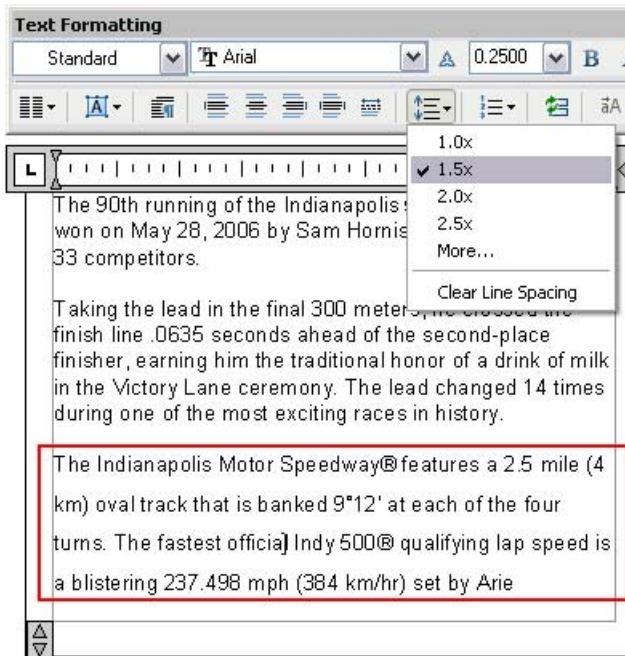 Text Formatting
Standard Arial 0.2500 B
1.0x
1.5x
2.0x
2.5x
More...
Clear Line Spacing
The 90th running of the Indianapolis
won on May 28, 2006 by Sam Hornis
33 competitors.
Taking the lead in the final 300 meters, he crossed the
finish line .0635 seconds ahead of the second-place
finisher, earning him the traditional honor of a drink of milk
in the Victory Lane ceremony. The lead changed 14 times
during one of the most exciting races in history.
The Indianapolis Motor Speedway® features a 2.5 mile (4
km) oval track that is banked 9°12' at each of the four
turns. The fastest official Indy 500® qualifying lap speed is
a blistering 237.498 mph (384 km/hr) set by Arie